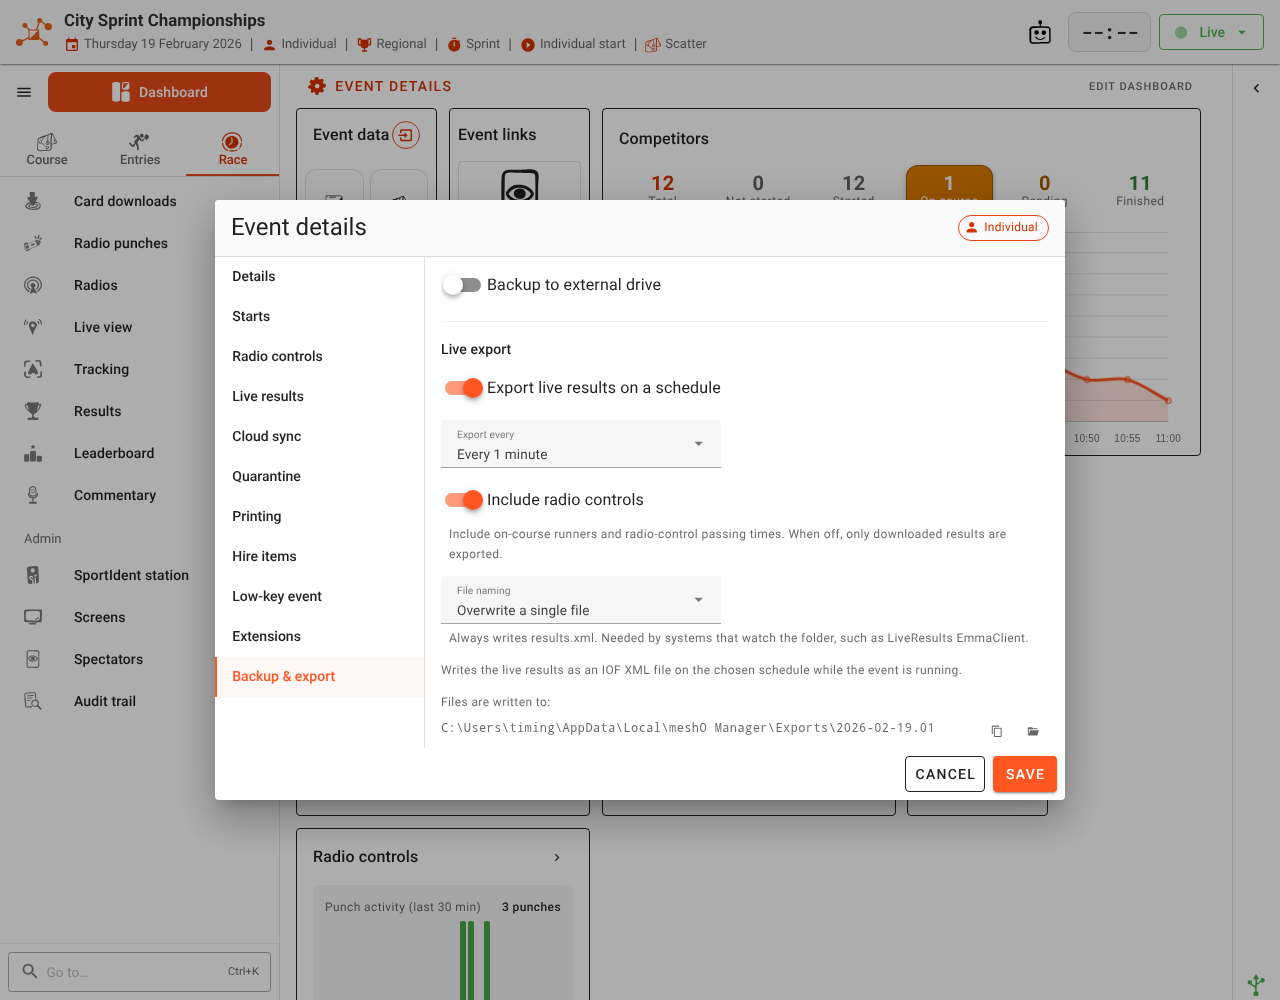 City Sprint Championships
Thursday 19 February 2026 | Individual | Regional | Sprint | Individual start | Scatter
--:--
Live
Dashboard
EVENT DETAILS
EDIT DASHBOARD
Course
Entries
Race
Event data
Event links
Competitors
12
0
12
1
0
11
Total
Not started
Started
On course
Pending
Finished
Card downloads
Radio punches
Radios
Live view
Tracking
Results
Leaderboard
Commentary
Admin
SportIdent station
Screens
Spectators
Audit trail
Go to...
Ctrl+K
Event details
Individual
Details
Starts
Radio controls
Live results
Cloud sync
Quarantine
Printing
Hire items
Low-key event
Extensions
Backup & export
Backup to external drive
Live export
Export live results on a schedule
Export every
Every 1 minute
Include radio controls
Include on-course runners and radio-control passing times. When off, only downloaded results are
exported.
File naming
Overwrite a single file
Always writes results.xml. Needed by systems that watch the folder, such as LiveResults EmmaClient.
Writes the live results as an IOF XML file on the chosen schedule while the event is running.
Files are written to:
C:\Users\timing\AppData\Local\meshO Manager\Exports\2026-02-19.01
CANCEL
SAVE
10:50
10:55
11:00
Radio controls
Punch activity (last 30 min)
3 punches